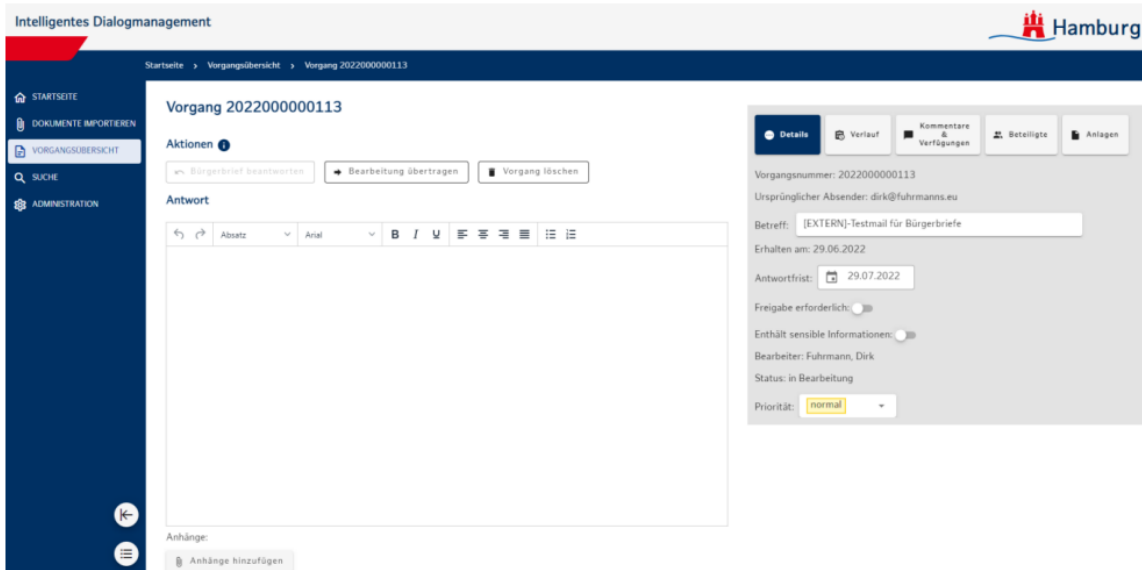 Intelligentes Dialogmanagement
Hamburg
Startseite > Vorgangsübersicht > Vorgang 2022000000113
STARTSEITE
DOKUMENTE IMPORTIEREN
VORGANGSÜBERSICHT
SUCHE
ADMINISTRATION
Vorgang 2022000000113
Aktionen
Bürgerbrief beantworten
Bearbeitung übertragen
Vorgang löschen
Antwort
Absatz
Arial
B I U
Anhänge:
Anhänge hinzufügen
Details
Verlauf
Kommentare
&
Verfügungen
Beteiligte
Anlagen
Vorgangsnummer: 2022000000113
Ursprünglicher Absender: dirk@fuhrmanns.eu
Betreff: [EXTERN]-Testmail für Bürgerbriefe
Erhalten am: 29.06.2022
Antwortfrist: 29.07.2022
Freigabe erforderlich:
Enthält sensible Informationen:
Bearbeiter: Fuhrmann, Dirk
Status: in Bearbeitung
Priorität: normal